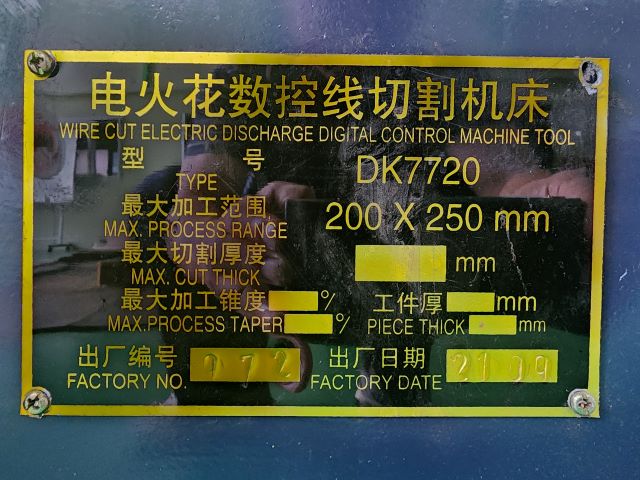 电火花数控线切割机床
WIRE CUT ELECTRIC DISCHARGE DIGITAL CONTROL MACHINE TOOL
型 号 DK7720
TYPE
最大加工范围 200 X 250 mm
MAX. PROCESS RANGE
最大切割厚度 mm
MAX. CUT THICK
最大加工锥度 % 工件厚 mm
MAX.PROCESS TAPER % PIECE THICK mm
出厂编号 072 出厂日期 2109
FACTORY NO. FACTORY DATE